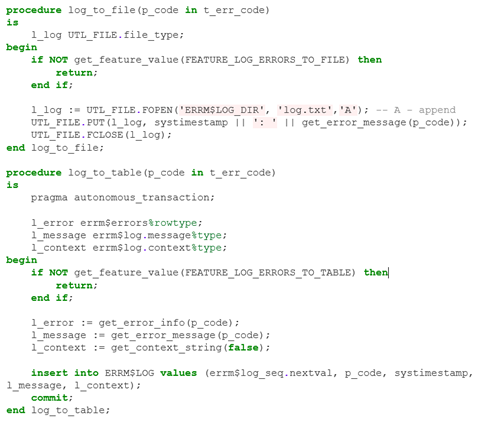 procedure log_to_file(p_code in t_err_code)
is
    l_log UTL_FILE.file_type;
begin
    if NOT get_feature_value(FEATURE_LOG_ERRORS_TO_FILE) then
        return;
    end if;

    l_log := UTL_FILE.FOPEN('ERRM$LOG_DIR', 'log.txt','A'); -- A - append
    UTL_FILE.PUT(l_log, systimestamp || ': ' || get_error_message(p_code));
    UTL_FILE.FCLOSE(l_log);
end log_to_file;

procedure log_to_table(p_code in t_err_code)
is
    pragma autonomous_transaction;

    l_error errm$errors%rowtype;
    l_message errm$log.message%type;
    l_context errm$log.context%type;
begin
    if NOT get_feature_value(FEATURE_LOG_ERRORS_TO_TABLE) then
        return;
    end if;

    l_error := get_error_info(p_code);
    l_message := get_error_message(p_code);
    l_context := get_context_string(false);

    insert into ERRM$LOG values (errm$log_seq.nextval, p_code, systimestamp,
l_message, l_context);
    commit;
end log_to_table;